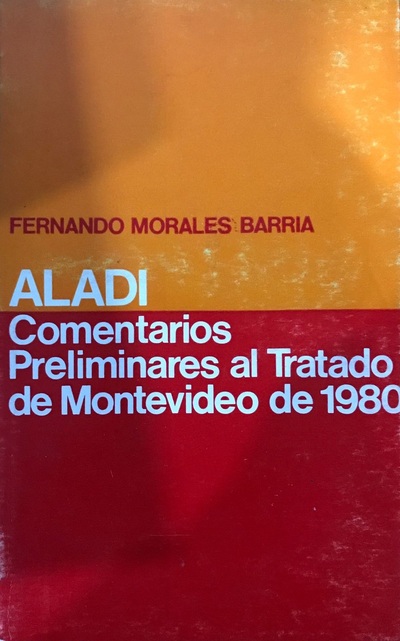 FERNANDO MORALES BARRIA
ALADI
Comentarios
Preliminares al Tratado
de Montevideo de 1980